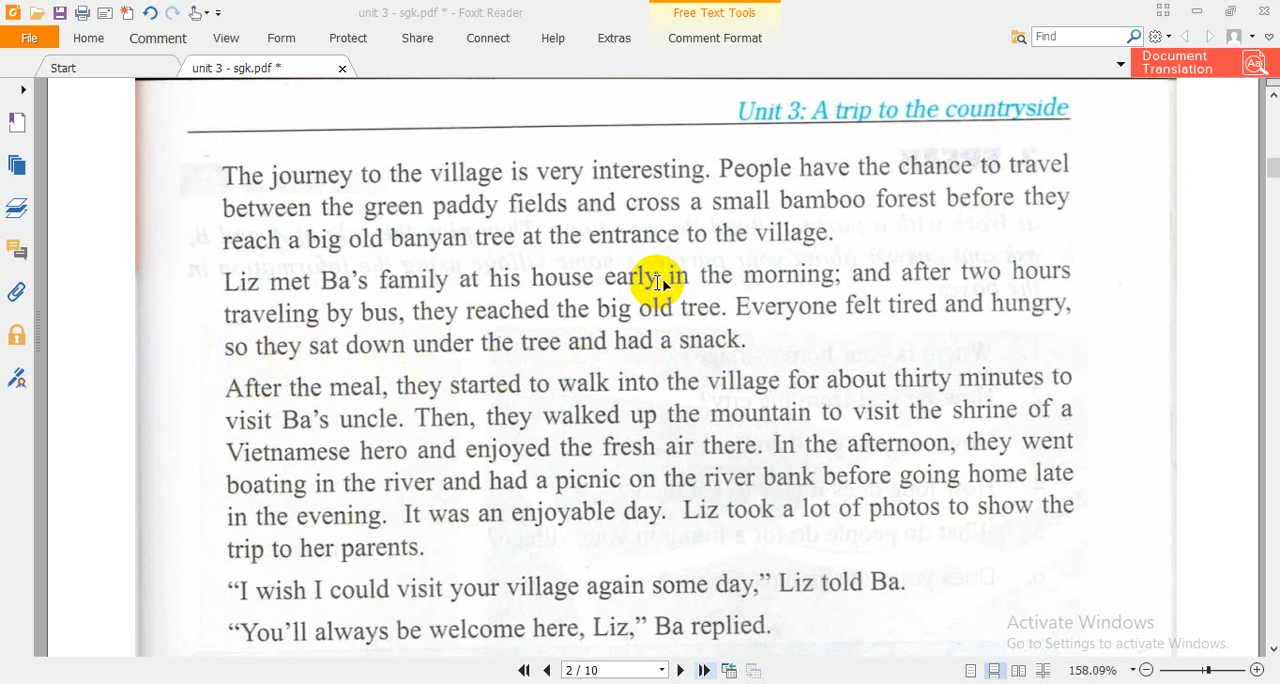 unit 3 - sgk.pdf * - Foxit Reader
Free Text Tools
File Home Comment View Form Protect Share Connect Help Extras Comment Format Find
Start unit 3 - sgk.pdf * Document
Translation
Unit 3: A trip to the countryside
The journey to the village is very interesting. People have the chance to travel
between the green paddy fields and cross a small bamboo forest before they
reach a big old banyan tree at the entrance to the village.
Liz met Ba's family at his house early in the morning; and after two hours
traveling by bus, they reached the big old tree. Everyone felt tired and hungry,
so they sat down under the tree and had a snack.
After the meal, they started to walk into the village for about thirty minutes to
visit Ba's uncle. Then, they walked up the mountain to visit the shrine of a
Vietnamese hero and enjoyed the fresh air there. In the afternoon, they went
boating in the river and had a picnic on the river bank before going home late
in the evening. It was an enjoyable day. Liz took a lot of photos to show the
trip to her parents.
“I wish I could visit your village again some day,” Liz told Ba.
“You'll always be welcome here, Liz,” Ba replied.
Activate Windows
Go to Settings to activate Windows.
2 / 10 158.09%